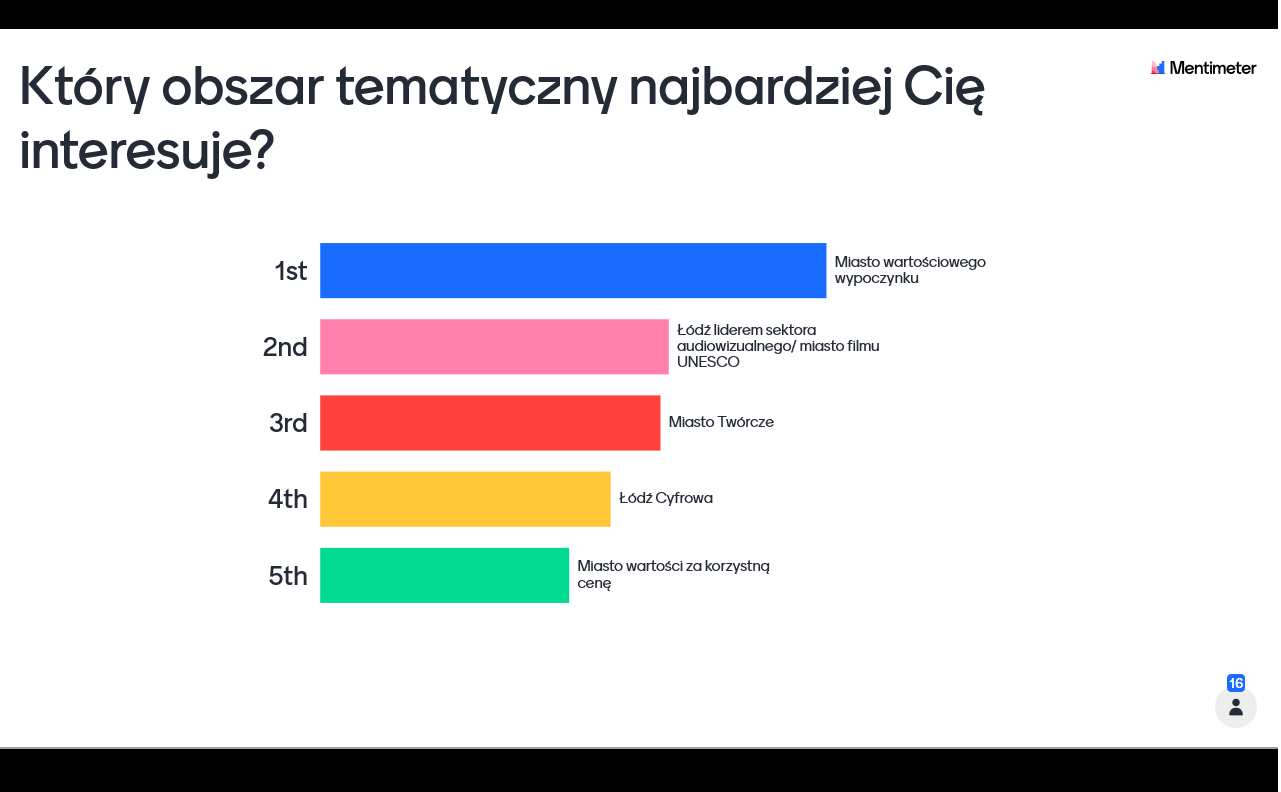 Który obszar tematyczny najbardziej Cię
interesuje?
Mentimeter
1st
Miasto wartościowego
wypoczynku
2nd
Łódź liderem sektora
audiowizualnego/ miasto filmu
UNESCO
3rd
Miasto Twórcze
4th
Łódź Cyfrowa
5th
Miasto wartości za korzystną
cenę
16